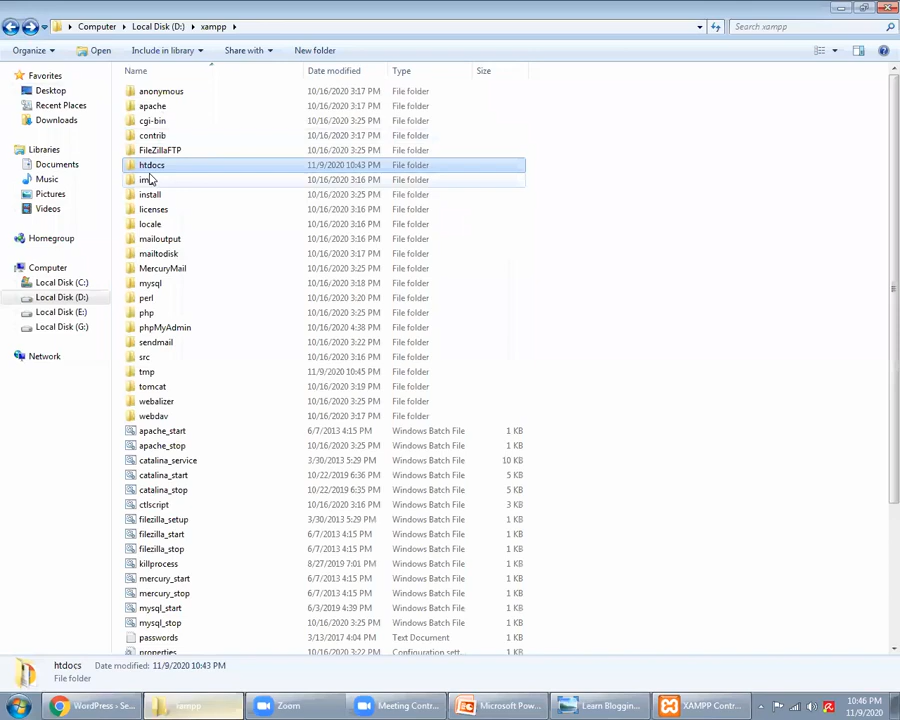 Computer Local Disk (D:) xampp
Search xampp
Organize Open Include in library Share with New folder
Name Date modified Type Size
Favorites
Desktop
Recent Places
Downloads
Libraries
Documents
Music
Pictures
Videos
Homegroup
Computer
Local Disk (C:)
Local Disk (D:)
Local Disk (E:)
Local Disk (G:)
Network
anonymous 10/16/2020 3:17 PM File folder
apache 10/16/2020 3:17 PM File folder
cgi-bin 10/16/2020 3:25 PM File folder
contrib 10/16/2020 3:17 PM File folder
FileZillaFTP 10/16/2020 3:25 PM File folder
htdocs 11/9/2020 10:43 PM File folder
im 10/16/2020 3:16 PM File folder
install 10/16/2020 3:25 PM File folder
licenses 10/16/2020 3:16 PM File folder
locale 10/16/2020 3:16 PM File folder
mailoutput 10/16/2020 3:16 PM File folder
mailtodisk 10/16/2020 3:17 PM File folder
MercuryMail 10/16/2020 3:25 PM File folder
mysql 10/16/2020 3:18 PM File folder
perl 10/16/2020 3:20 PM File folder
php 10/16/2020 3:25 PM File folder
phpMyAdmin 10/16/2020 4:38 PM File folder
sendmail 10/16/2020 3:22 PM File folder
src 10/16/2020 3:16 PM File folder
tmp 11/9/2020 10:45 PM File folder
tomcat 10/16/2020 3:19 PM File folder
webalizer 10/16/2020 3:25 PM File folder
webdav 10/16/2020 3:17 PM File folder
apache_start 6/7/2013 4:15 PM Windows Batch File 1 KB
apache_stop 10/16/2020 3:25 PM Windows Batch File 1 KB
catalina_service 3/30/2013 5:29 PM Windows Batch File 10 KB
catalina_start 10/22/2019 6:36 PM Windows Batch File 5 KB
catalina_stop 10/22/2019 6:35 PM Windows Batch File 5 KB
ctlscript 10/16/2020 3:16 PM Windows Batch File 3 KB
filezilla_setup 3/30/2013 5:29 PM Windows Batch File 1 KB
filezilla_start 6/7/2013 4:15 PM Windows Batch File 1 KB
filezilla_stop 6/7/2013 4:15 PM Windows Batch File 1 KB
killprocess 8/27/2019 7:01 PM Windows Batch File 1 KB
mercury_start 6/7/2013 4:15 PM Windows Batch File 1 KB
mercury_stop 6/7/2013 4:15 PM Windows Batch File 1 KB
mysql_start 6/3/2019 4:39 PM Windows Batch File 1 KB
mysql_stop 10/16/2020 3:25 PM Windows Batch File 1 KB
passwords 3/13/2017 4:04 PM Text Document 1 KB
properties 10/16/2020 3:25 PM Configuration sett... 1 KB
htdocs Date modified: 11/9/2020 10:43 PM
File folder
WordPress ‹ Se... xampp Zoom Meeting Contr... Microsoft Pow... Learn Bloggin... XAMPP Contr... 10:46 PM
11/9/2020